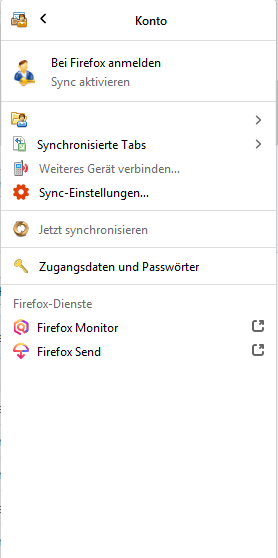 Konto
Bei Firefox anmelden
Sync aktivieren
Synchronisierte Tabs
Weiteres Gerät verbinden...
Sync-Einstellungen...
Jetzt synchronisieren
Zugangsdaten und Passwörter
Firefox-Dienste
Firefox Monitor
Firefox Send